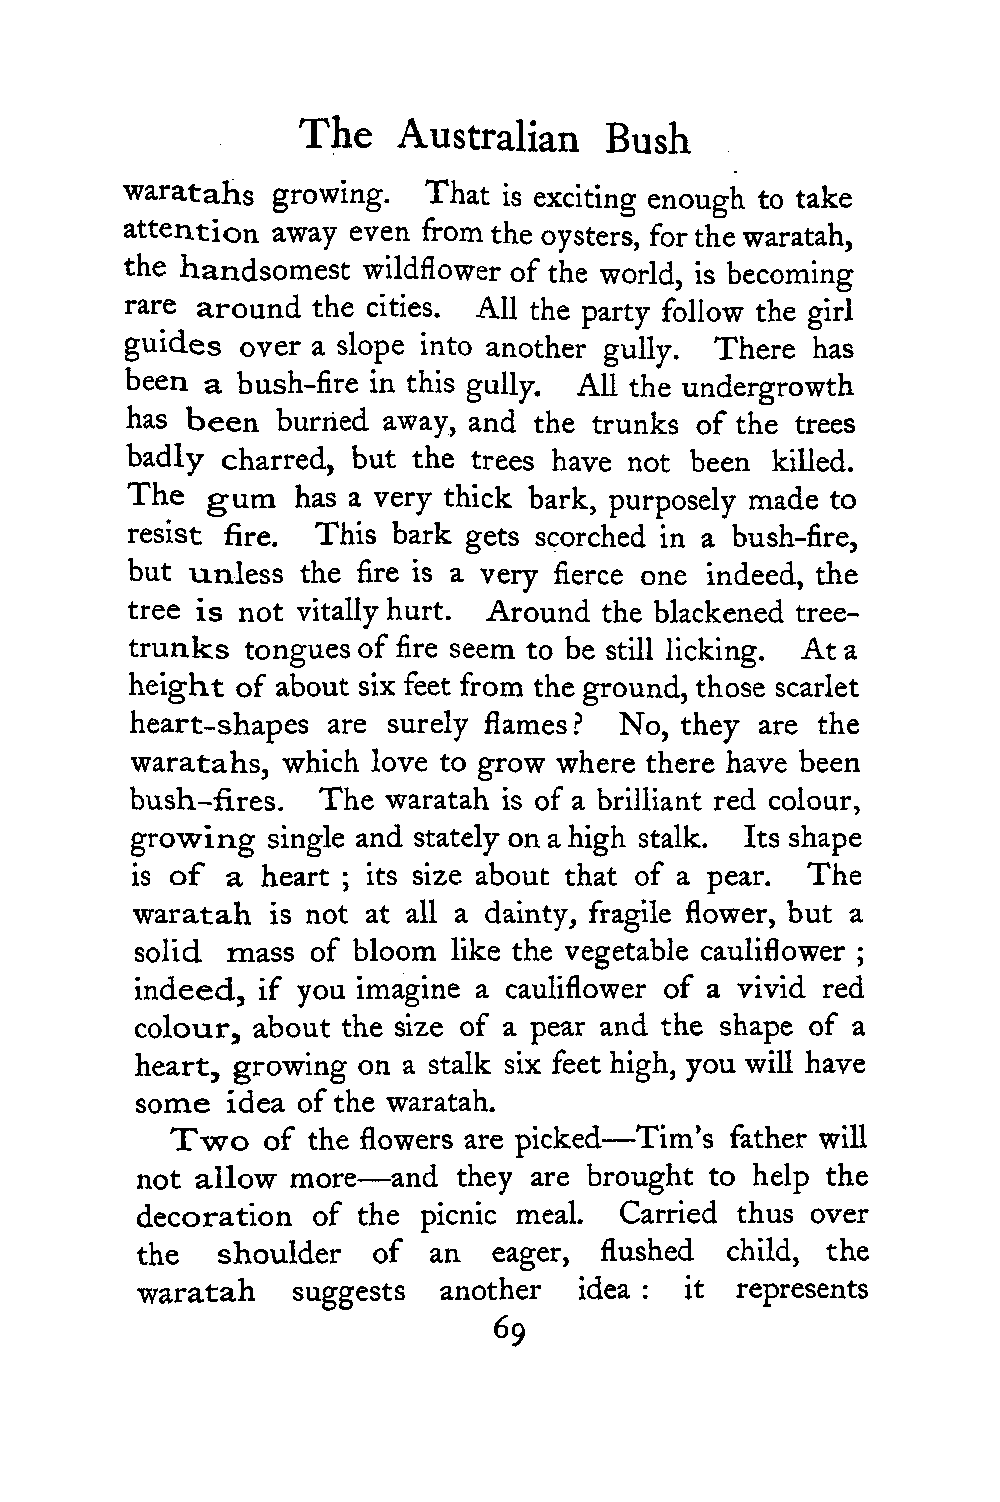 The Australian Bush
waratahs growing. That is exciting enough to take
attention away even from the oysters, for the waratah,
the handsomest wildflower of the world, is becoming
rare around the cities. All the party follow the girl
guides over a slope into another gully. There has
been a bush-fire in this gully. All the undergrowth
has been burned away, and the trunks of the trees
badly charred, but the trees have not been killed.
The gum has a very thick bark, purposely made to
resist fire. This bark gets scorched in a bush-fire,
but unless the fire is a very fierce one indeed, the
tree is not vitally hurt. Around the blackened tree-
trunks tongues of fire seem to be still licking. At a
height of about six feet from the ground, those scarlet
heart-shapes are surely flames? No, they are the
waratahs, which love to grow where there have been
bush-fires. The waratah is of a brilliant red colour,
growing single and stately on a high stalk. Its shape
is of a heart ; its size about that of a pear. The
waratah is not at all a dainty, fragile flower, but a
solid mass of bloom like the vegetable cauliflower ;
indeed, if you imagine a cauliflower of a vivid red
colour, about the size of a pear and the shape of a
heart, growing on a stalk six feet high, you will have
some idea of the waratah.
Two of the flowers are picked—Tim's father will
not allow more—and they are brought to help the
decoration of the picnic meal. Carried thus over
the shoulder of an eager, flushed child, the
waratah suggests another idea : it represents
69